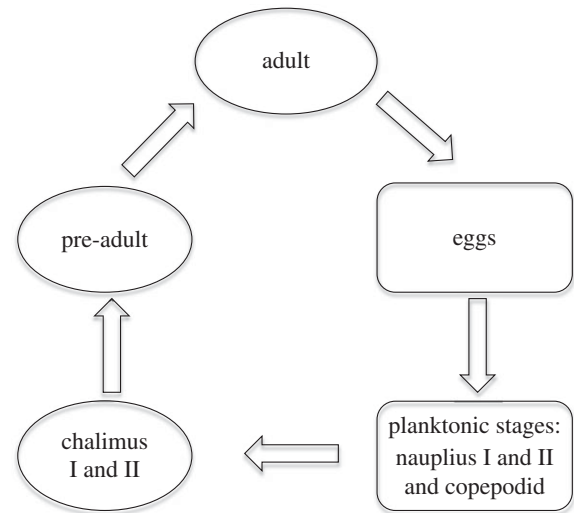 adult
eggs
planktonic stages:
nauplius I and II
and copepodid
chalimus
I and II
pre-adult